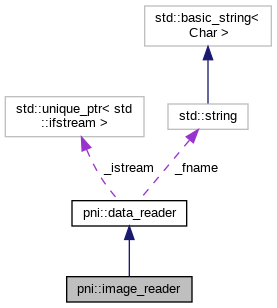 std::basic_string<
Char >
std::unique_ptr< std
::ifstream >
std::string
_istream
_fname
pni::data_reader
pni::image_reader